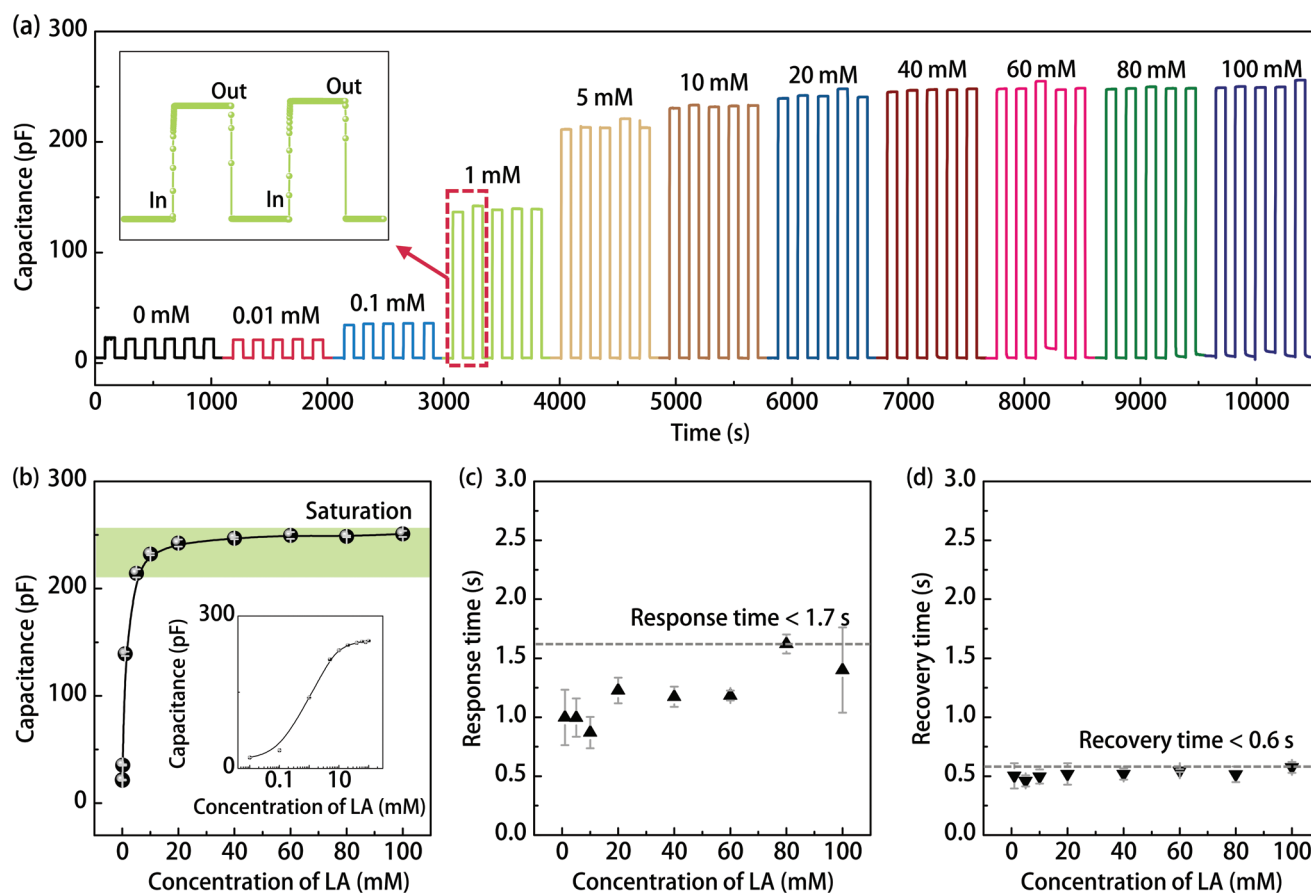 (a)
300
200
100
0
Capacitance (pF)
In
Out
In
Out
0 mM
0.01 mM
0.1 mM
1 mM
5 mM
10 mM
20 mM
40 mM
60 mM
80 mM
100 mM
0 1000 2000 3000 4000 5000 6000 7000 8000 9000 10000
Time (s)
(b)
300
200
100
0
Capacitance (pF)
Saturation
300
0
Capacitance (pF)
0.1 10
Concentration of LA (mM)
0 20 40 60 80 100
Concentration of LA (mM)
(c)
3.0
2.5
2.0
1.5
1.0
0.5
0.0
Response time (s)
Response time < 1.7 s
0 20 40 60 80 100
Concentration of LA (mM)
(d)
3.0
2.5
2.0
1.5
1.0
0.5
0.0
Recovery time (s)
Recovery time < 0.6 s
0 20 40 60 80 100
Concentration of LA (mM)